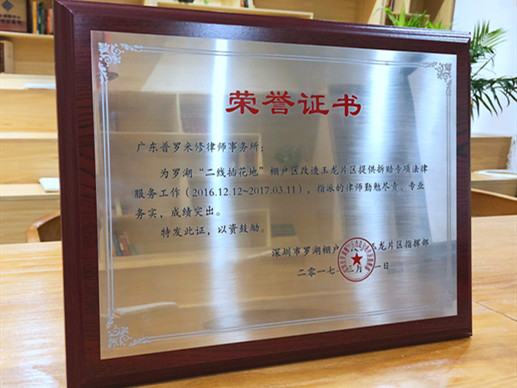 荣誉证书
广东普罗米修律师事务所：
为罗湖“二线插花地”棚户区改造玉龙片区提供拆赔专项法律
服务工作（2016.12.12~2017.03.11），指派的律师勤勉尽责、专业
务实，成绩突出。
特发此证，以资鼓励。
深圳市罗湖棚户 龙片区指挥部
二〇一七 月 一日